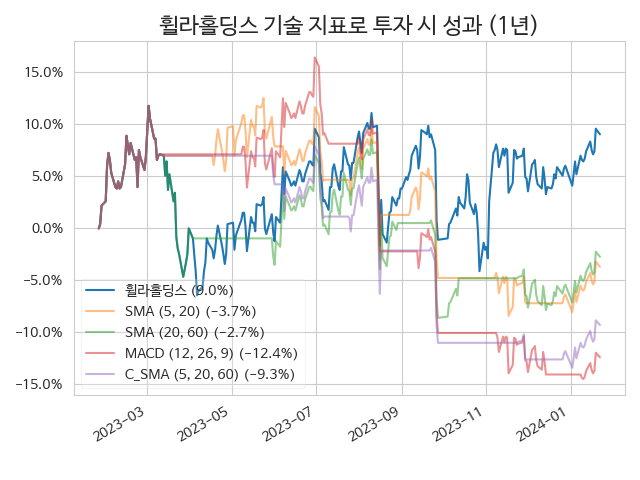 휠라홀딩스 기술 지표로 투자 시 성과 (1년)
15.0%
10.0%
5.0%
0.0%
−5.0%
−10.0%
−15.0%
휠라홀딩스 (9.0%)
SMA (5, 20) (−3.7%)
SMA (20, 60) (−2.7%)
MACD (12, 26, 9) (−12.4%)
C_SMA (5, 20, 60) (−9.3%)
2023−03
2023−05
2023−07
2023−09
2023−11
2024−01